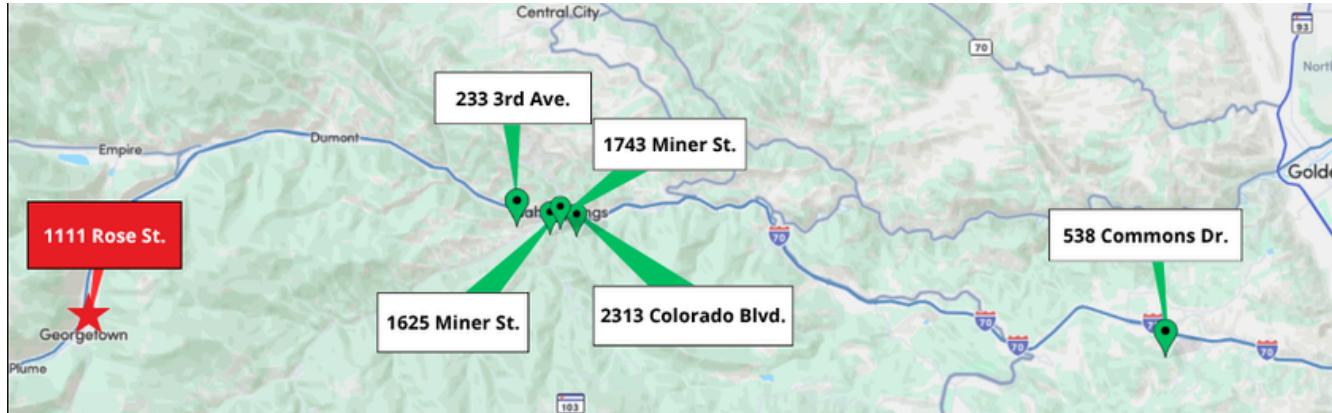 Central City
93
70
North
233 3rd Ave.
Dumont
1743 Miner St.
Empire
Golde
1111 Rose St.
70
538 Commons Dr.
1625 Miner St.
2313 Colorado Blvd.
70
70
70
70
Georgetown
Plume
103